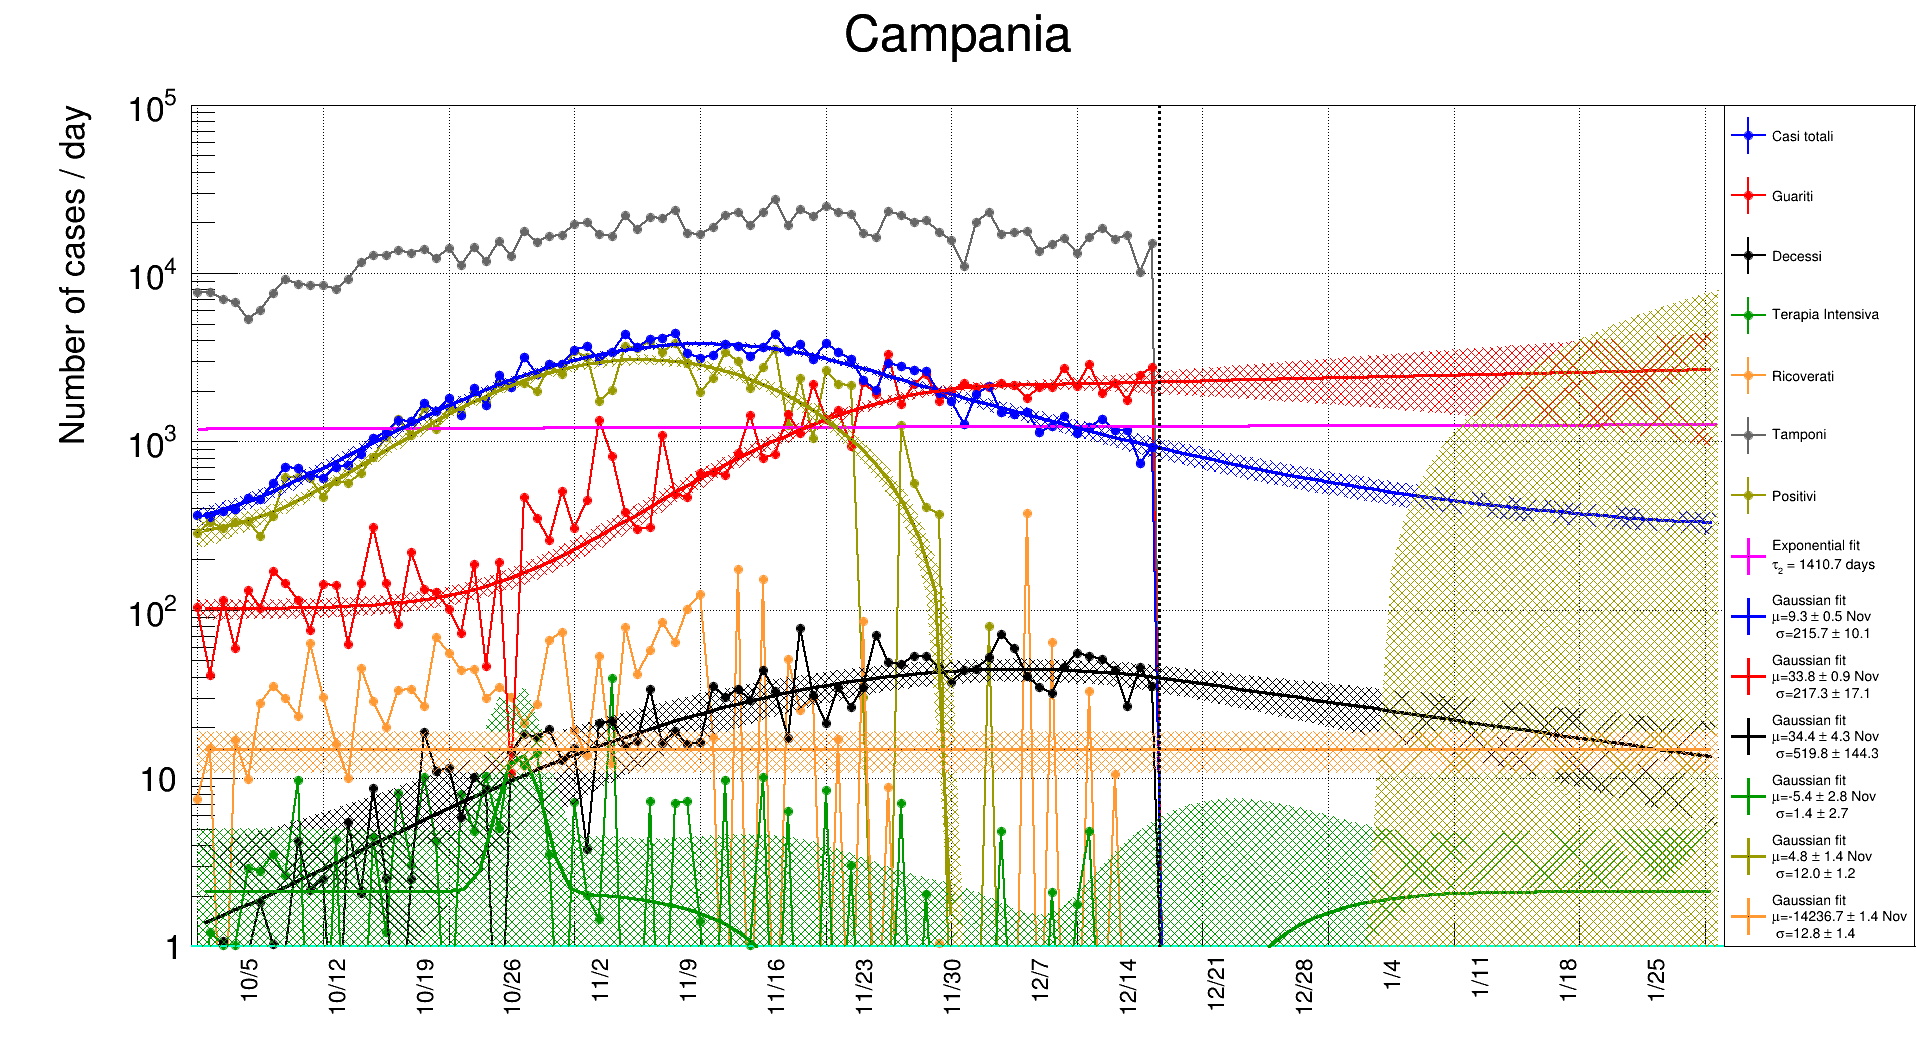 Campania
Number of cases / day
10^5
10^4
10^3
10^2
10
1
10/5
10/12
10/19
10/26
11/2
11/9
11/16
11/23
11/30
12/7
12/14
12/21
12/28
1/4
1/11
1/18
1/25
Casi totali
Guariti
Decessi
Terapia Intensiva
Ricoverati
Tamponi
Positivi
Exponential fit
τ₂ = 1410.7 days
Gaussian fit
μ=9.3 ± 0.5 Nov
σ=215.7 ± 10.1
Gaussian fit
μ=33.8 ± 0.9 Nov
σ=217.3 ± 17.1
Gaussian fit
μ=34.4 ± 4.3 Nov
σ=519.8 ± 144.3
Gaussian fit
μ=-5.4 ± 2.8 Nov
σ=1.4 ± 2.7
Gaussian fit
μ=4.8 ± 1.4 Nov
σ=12.0 ± 1.2
Gaussian fit
μ=-14236.7 ± 1.4 Nov
σ=12.8 ± 1.4